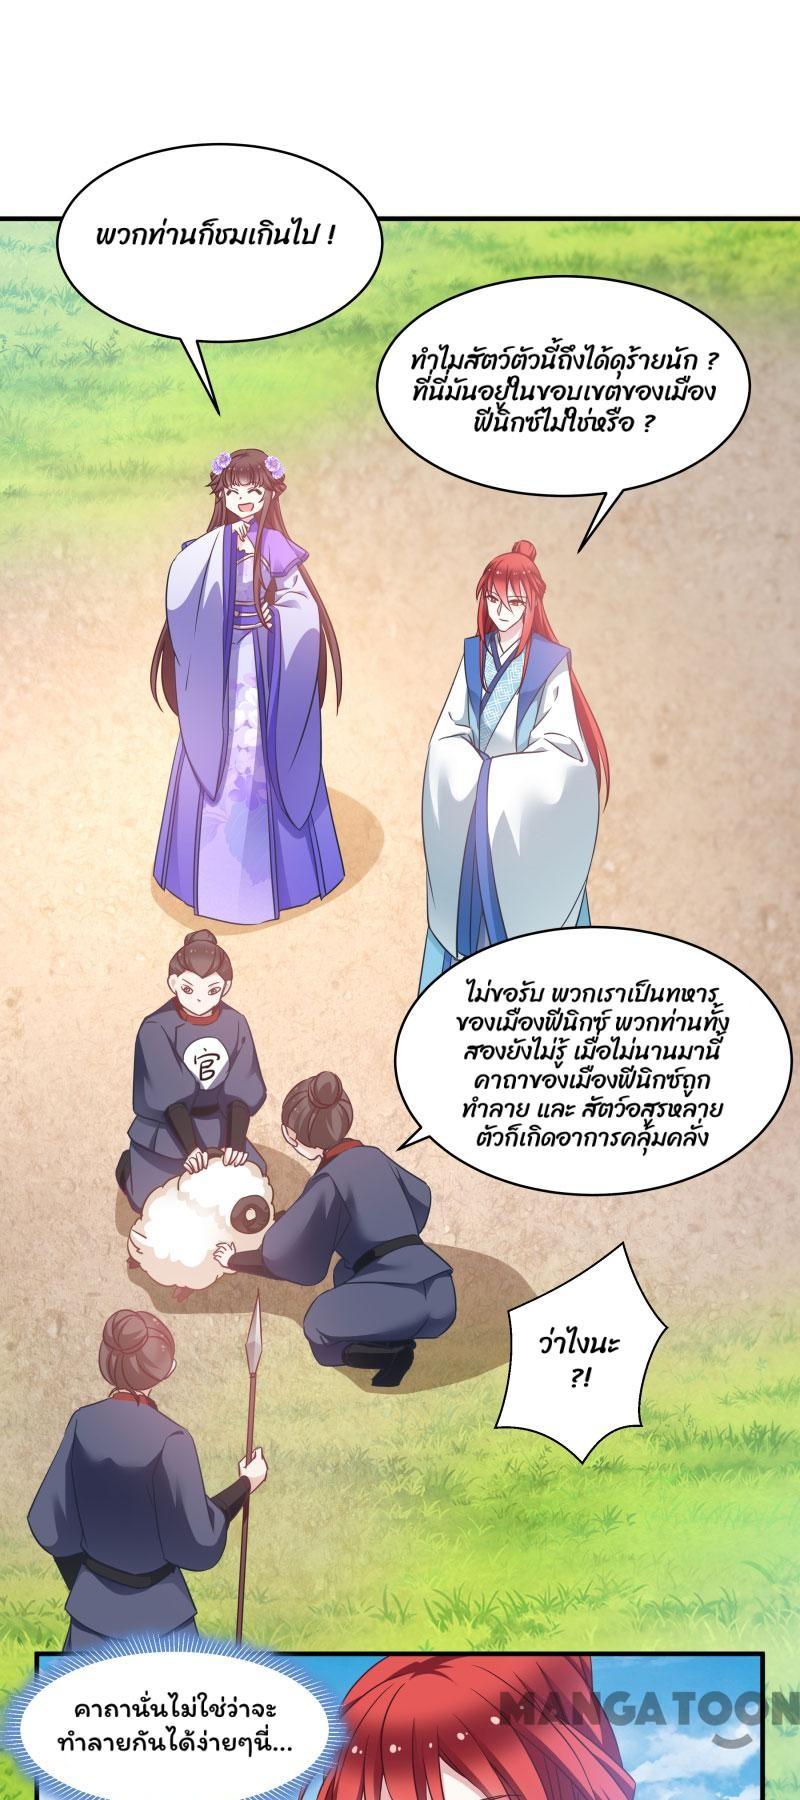 พวกท่านก็ชมเกินไป !
ทำไมสัตว์ตัวนี้ถึงได้ดุร้ายนัก ?
ที่นี่มันอยู่ในขอบเขตของเมือง
ฟีนิกซ์ไม่ใช่หรือ ?
ไม่ขอรับ พวกเราเป็นทหาร
ของเมืองฟีนิกซ์ พวกท่านทั้ง
สองยังไม่รู้ เมื่อไม่นานมานี้
คาถาของเมืองฟีนิกซ์ถูก
ทำลาย และ สัตว์อสูรหลาย
ตัวก็เกิดอาการคลุ้มคลั่ง
官
ว่าไงนะ
?!
คาถานั่นไม่ใช่ว่าจะ
ทำลายกันได้ง่ายๆนี่...
MANGATOON